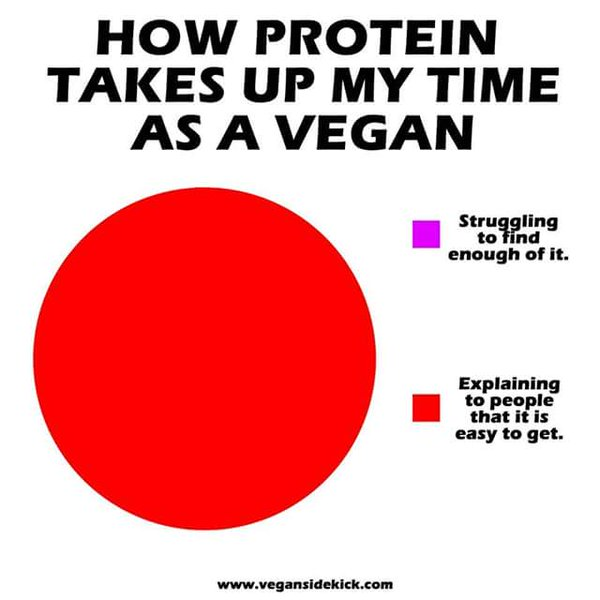 HOW PROTEIN
TAKES UP MY TIME
AS A VEGAN
Struggling
to find
enough of it.
Explaining
to people
that it is
easy to get.
www.vegansidekick.com